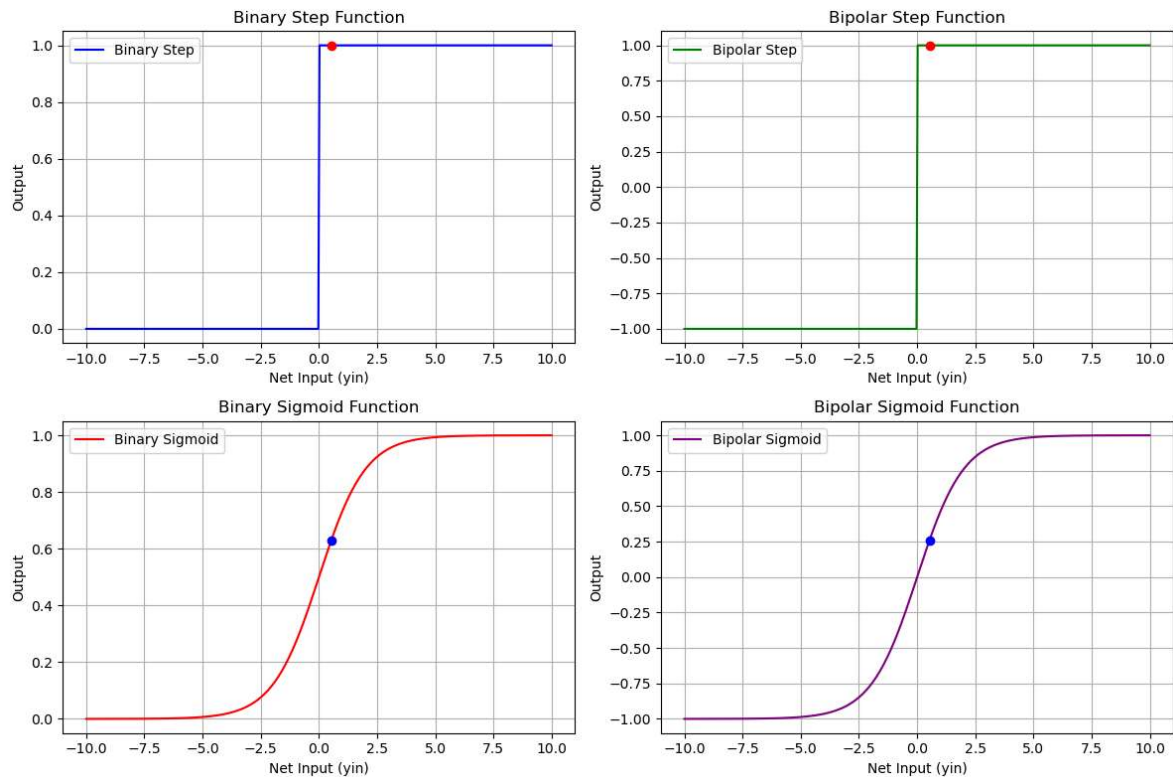 Binary Step Function
Binary Step
1.0
0.8
0.6
0.4
0.2
0.0
Output
−10.0 −7.5 −5.0 −2.5 0.0 2.5 5.0 7.5 10.0
Net Input (yin)
Bipolar Step Function
Bipolar Step
1.00
0.75
0.50
0.25
0.00
−0.25
−0.50
−0.75
−1.00
Output
−10.0 −7.5 −5.0 −2.5 0.0 2.5 5.0 7.5 10.0
Net Input (yin)
Binary Sigmoid Function
Binary Sigmoid
1.0
0.8
0.6
0.4
0.2
0.0
Output
−10.0 −7.5 −5.0 −2.5 0.0 2.5 5.0 7.5 10.0
Net Input (yin)
Bipolar Sigmoid Function
Bipolar Sigmoid
1.00
0.75
0.50
0.25
0.00
−0.25
−0.50
−0.75
−1.00
Output
−10.0 −7.5 −5.0 −2.5 0.0 2.5 5.0 7.5 10.0
Net Input (yin)